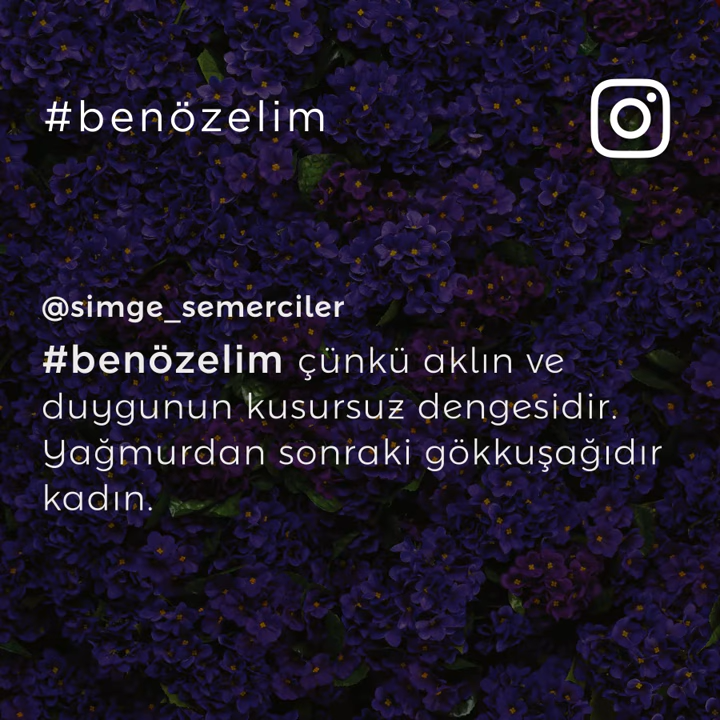 #benözelim
@simge_semerciler
#benözelim çünkü aklın ve
duygunun kusursuz dengesidir.
Yağmurdan sonraki gökkuşağıdır
kadın.